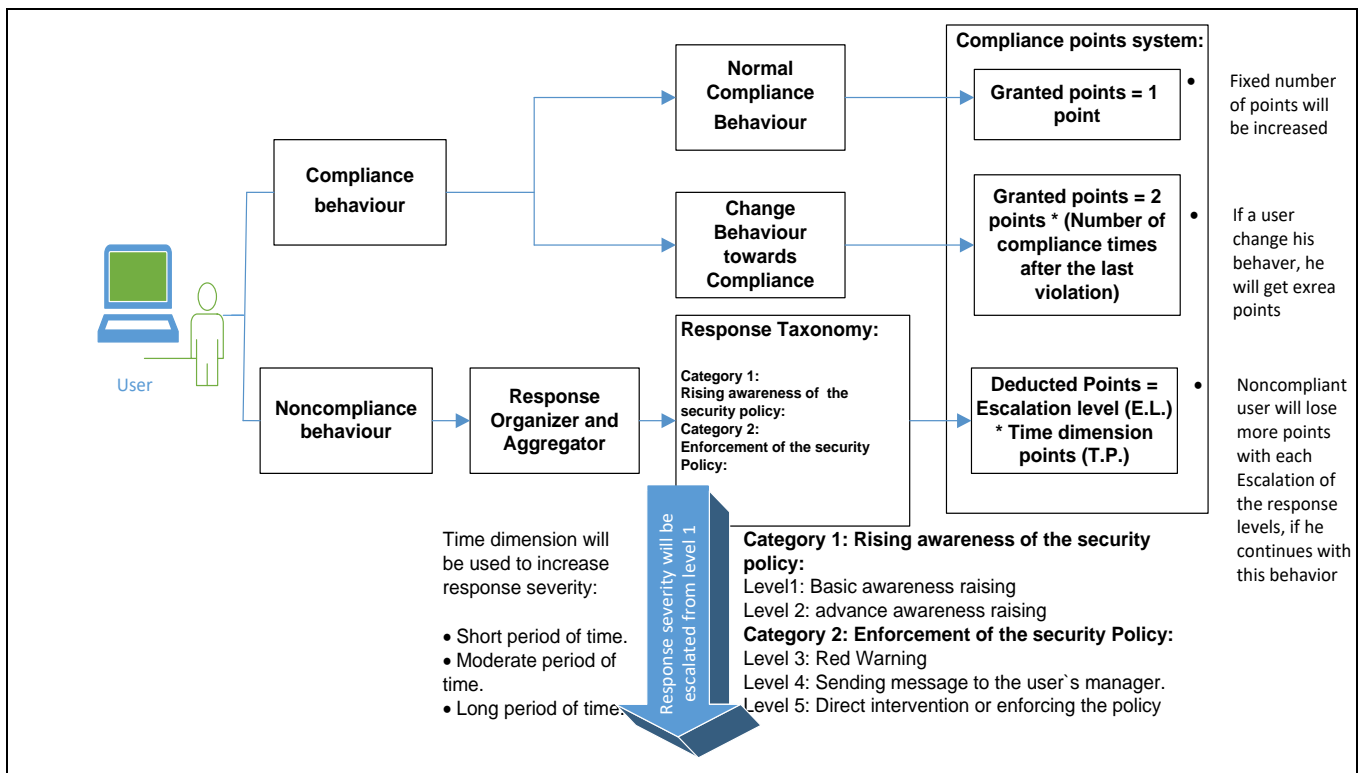 Compliance points system:
Normal
Compliance
Behaviour
Granted points = 1
point
• Fixed number
of points will
be increased
Compliance
behaviour
Change
Behaviour
towards
Compliance
Granted points = 2
points * (Number of
compliance times
after the last
violation)
• If a user
change his
behaver, he
will get exrea
points
User
Noncompliance
behaviour
Response
Organizer and
Aggregator
Response Taxonomy:
Category 1:
Rising awareness of the
security policy:
Category 2:
Enforcement of the security
Policy:
Deducted Points =
Escalation level (E.L.)
* Time dimension
points (T.P.)
• Noncompliant
user will lose
more points
with each
Escalation of
the response
levels, if he
continues with
this behavior
Time dimension will
be used to increase
response severity:
• Short period of time.
• Moderate period of
time.
• Long period of time.
Response severity will be
escalated from level 1
Category 1: Rising awareness of the security
policy:
Level1: Basic awareness raising
Level 2: advance awareness raising
Category 2: Enforcement of the security Policy:
Level 3: Red Warning
Level 4: Sending message to the user`s manager.
Level 5: Direct intervention or enforcing the policy